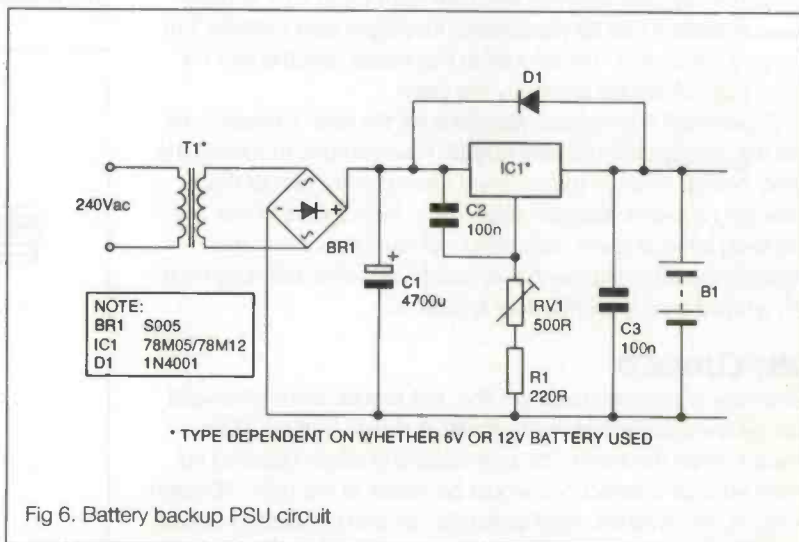 D1
T1*
IC1*
240Vac
- +
C2
100n
BR1
C1
4700u
+
RV1
500R
C3
100n
B1
R1
220R
NOTE:
BR1 S005
IC1 78M05/78M12
D1 1N4001
* TYPE DEPENDENT ON WHETHER 6V OR 12V BATTERY USED
Fig 6. Battery backup PSU circuit